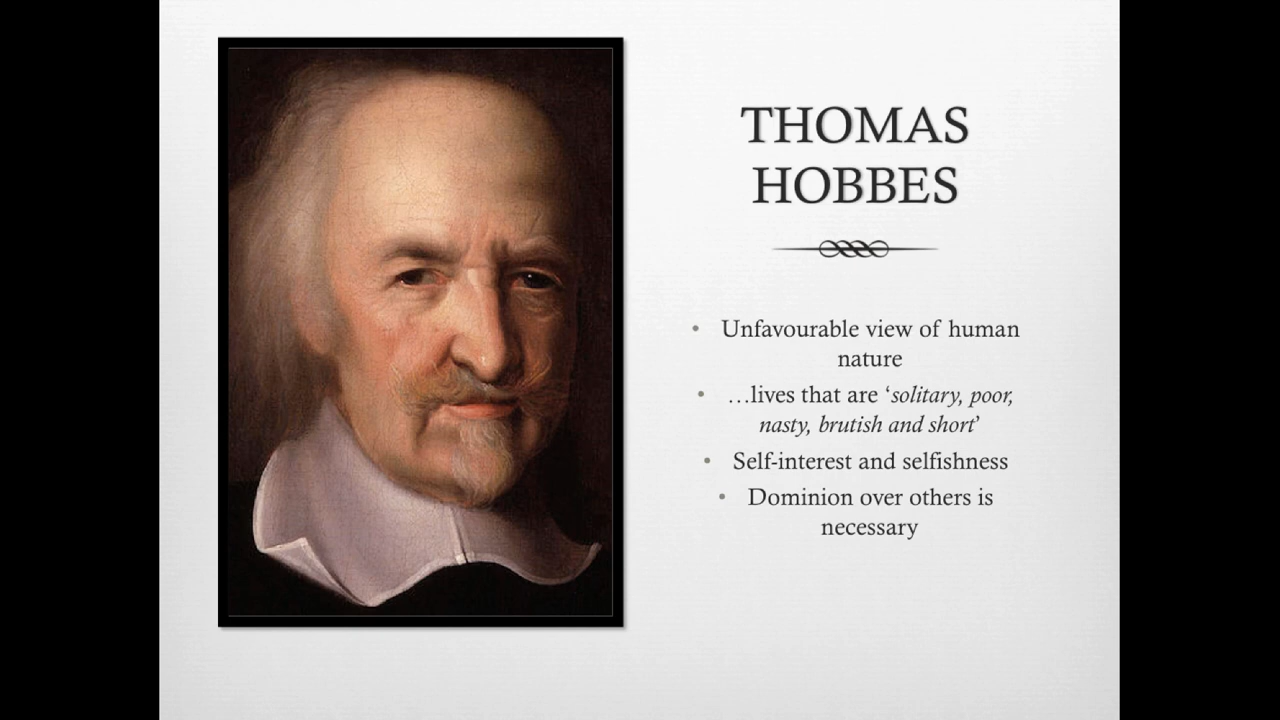 THOMAS
HOBBES
• Unfavourable view of human
nature
• …lives that are ‘solitary, poor,
nasty, brutish and short’
• Self-interest and selfishness
• Dominion over others is
necessary